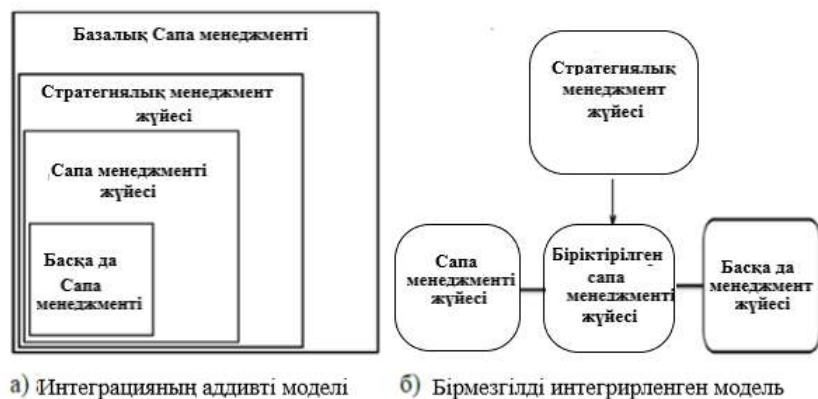 Базалық Сапа менеджменті
Стратегиялық менеджмент
жүйесі
Сапа менеджменті
жүйесі
Басқа да
Сапа
менеджменті
Стратегиялық
менеджмент
жүйесі
Сапа
менеджменті
жүйесі
Біріктірілген
сапа
менеджменті
жүйесі
Басқа да
менеджмент
жүйесі
а) Интеграцияның аддивті моделі
б) Бірмезгілді интегрирленген модель